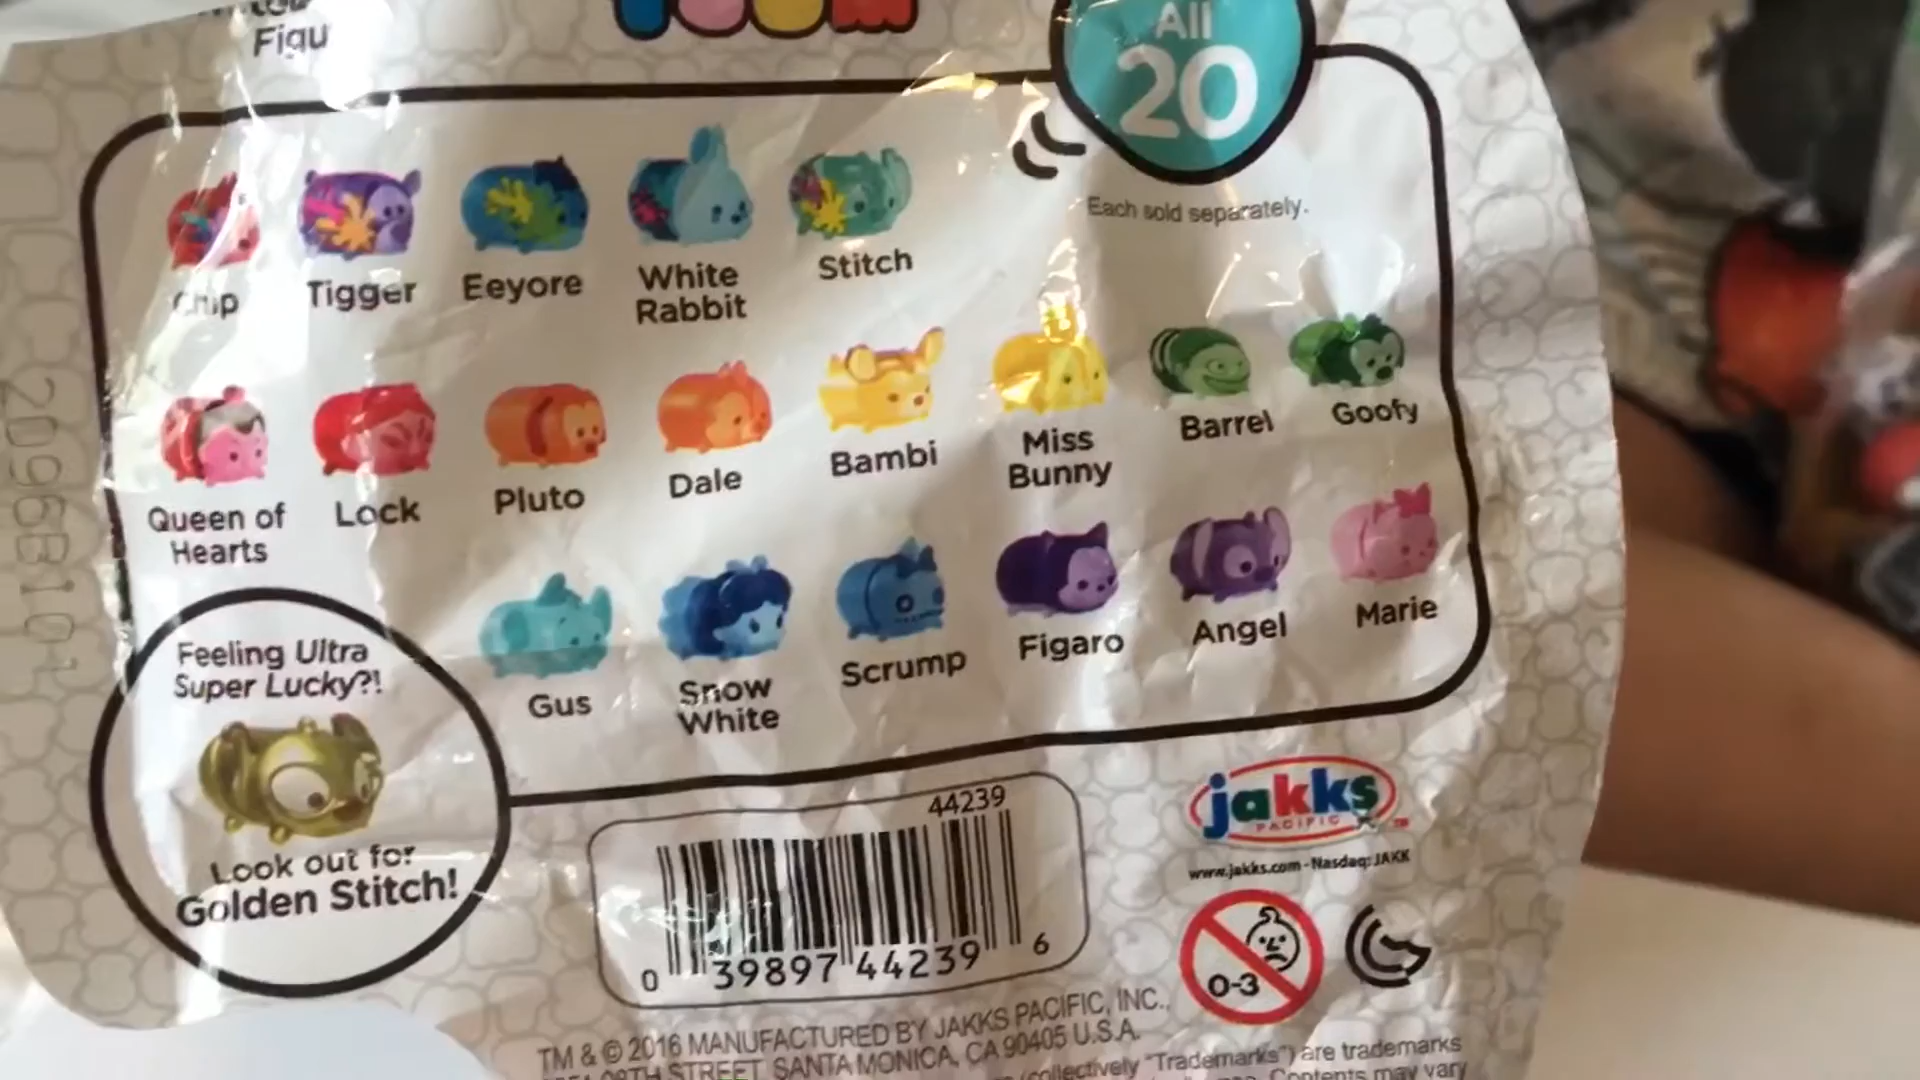 Figu
TSUM
All
20
Each sold separately.
Chip
Tigger
Eeyore
White
Rabbit
Stitch
Queen of
Hearts
Lock
Pluto
Dale
Bambi
Miss
Bunny
Barrel
Goofy
Gus
Snow
White
Scrump
Figaro
Angel
Marie
Feeling Ultra
Super Lucky?!
Look out for
Golden Stitch!
44239
0 39897 44239 6
jakks
PACIFIC TM
www.jakks.com - Nasdaq: JAKK
0-3
TM & © 2016 MANUFACTURED BY JAKKS PACIFIC, INC.,
STREET, SANTA MONICA, CA 90405 U.S.A.
(collectively "Trademarks") are trademarks
Contents may vary